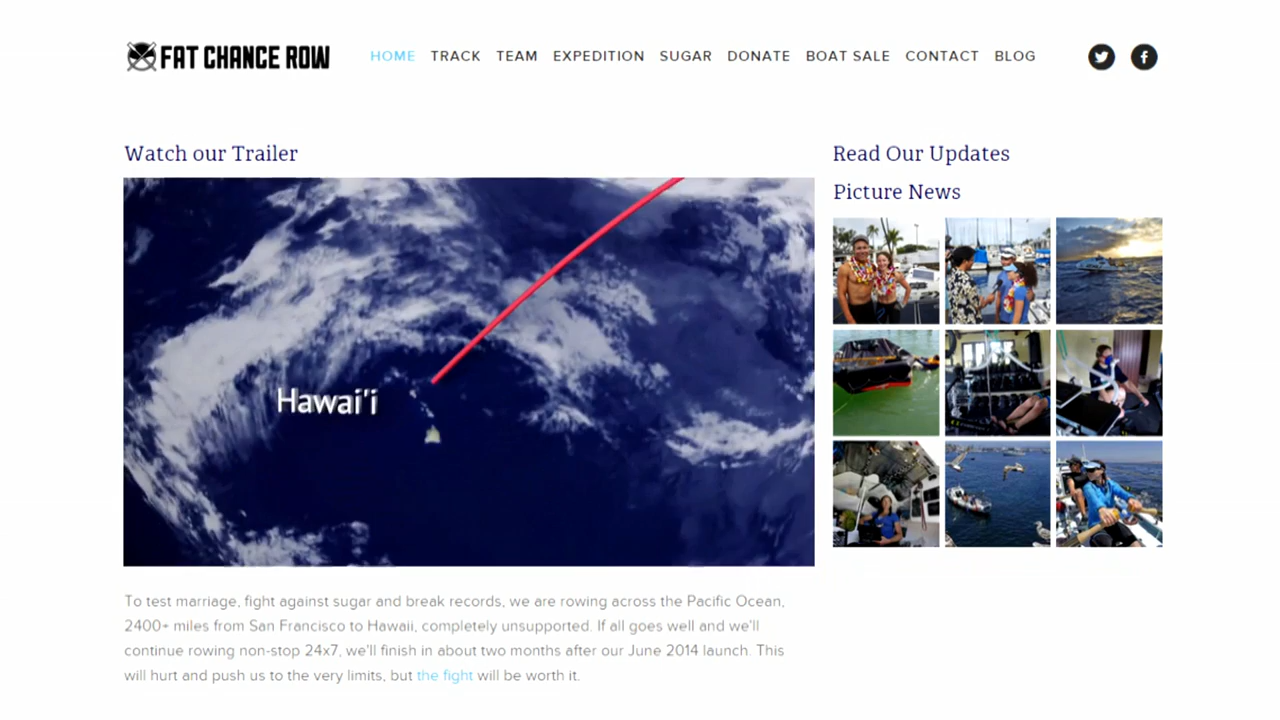 FAT CHANCE ROW
HOME TRACK TEAM EXPEDITION SUGAR DONATE BOAT SALE CONTACT BLOG
Watch our Trailer
Hawai'i
To test marriage, fight against sugar and break records, we are rowing across the Pacific Ocean,
2400+ miles from San Francisco to Hawaii, completely unsupported. If all goes well and we'll
continue rowing non-stop 24x7, we'll finish in about two months after our June 2014 launch. This
will hurt and push us to the very limits, but the fight will be worth it.
Read Our Updates
Picture News